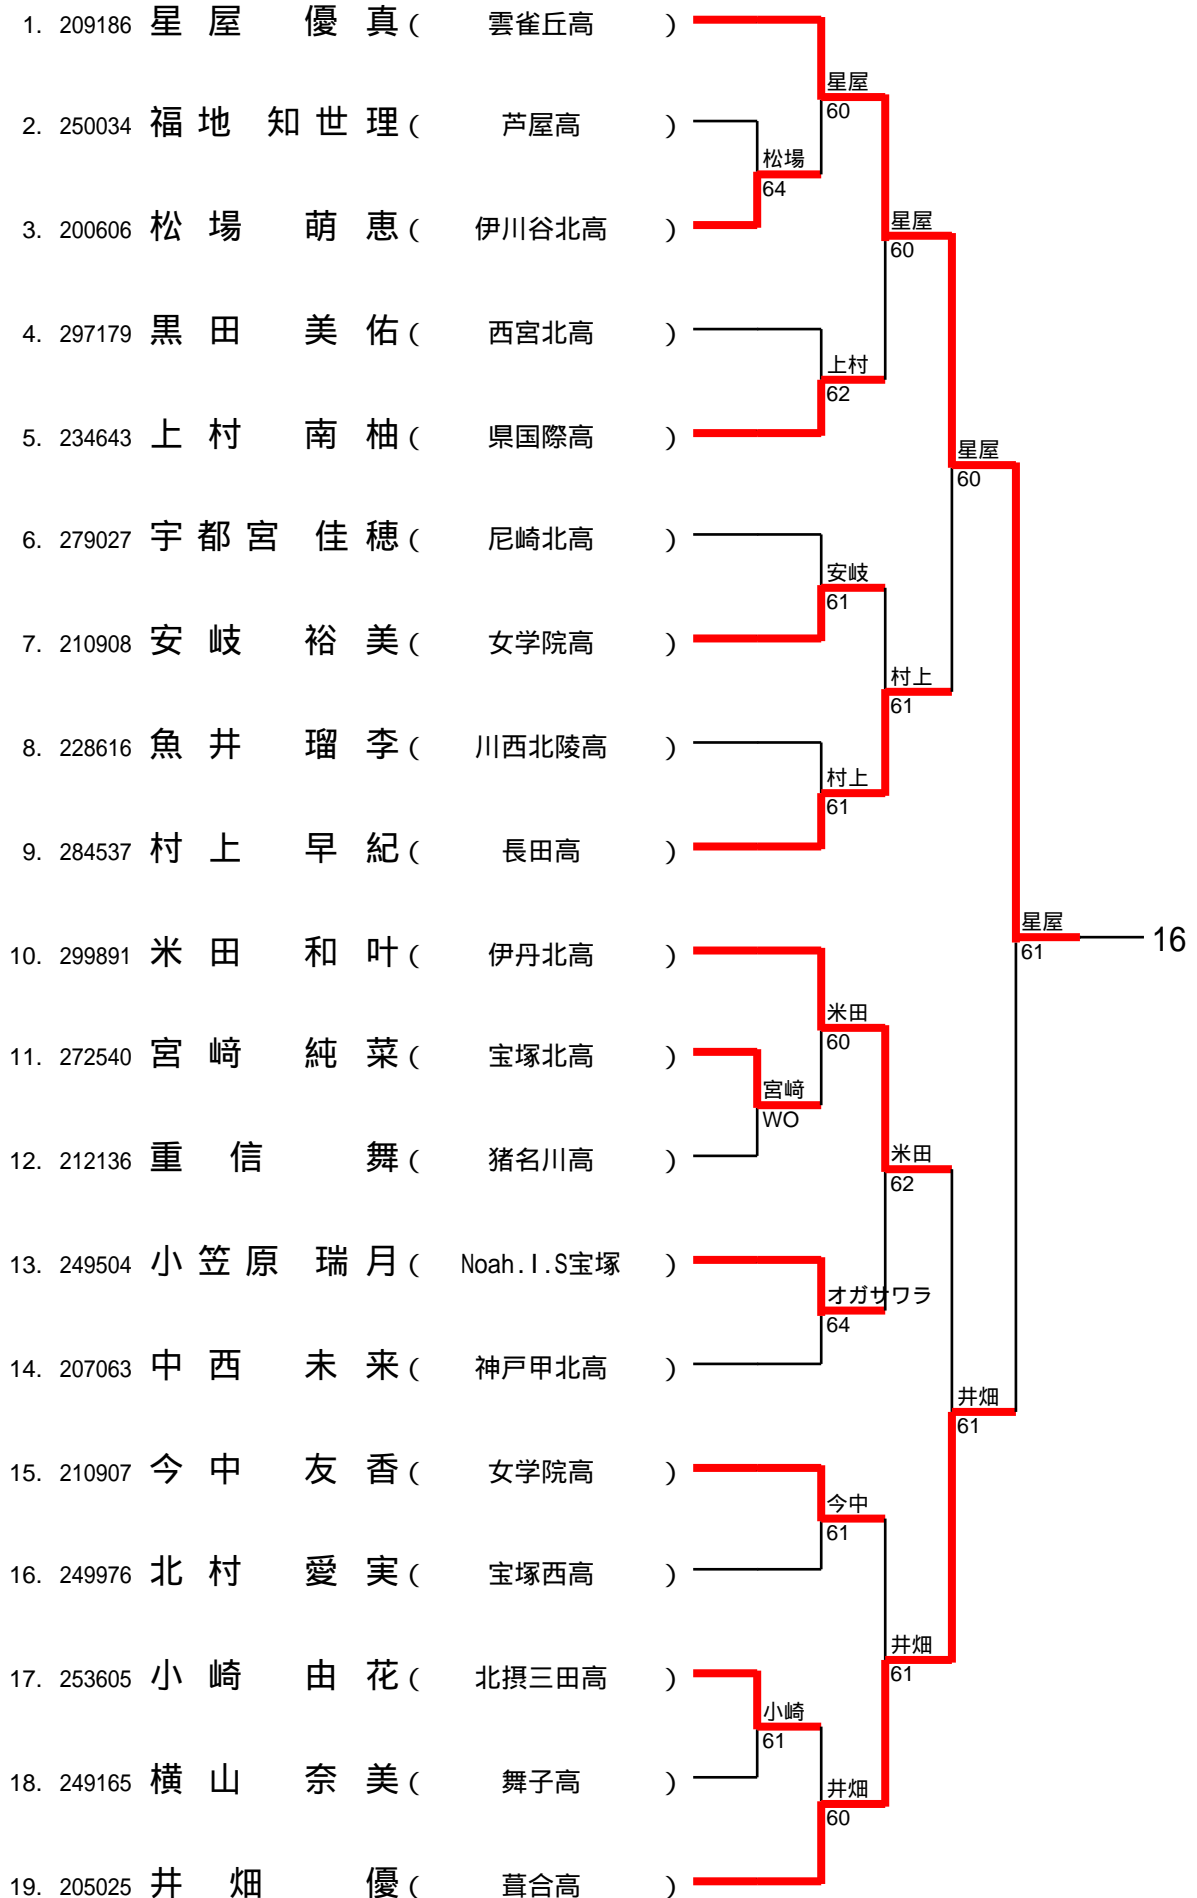 1. 209186 星屋 優真( 雲雀丘高 )
星屋
60
2. 250034 福地 知世理( 芦屋高 )
松場
64
3. 200606 松場 萌恵( 伊川谷北高 )
星屋
60
4. 297179 黒田 美佑( 西宮北高 )
上村
62
5. 234643 上村 南柚( 県国際高 )
星屋
60
6. 279027 宇都宮 佳穂( 尼崎北高 )
安岐
61
7. 210908 安岐 裕美( 女学院高 )
村上
61
8. 228616 魚井 瑠李( 川西北陵高 )
村上
61
9. 284537 村上 早紀( 長田高 )
星屋
61
16
10. 299891 米田 和叶( 伊丹北高 )
米田
60
11. 272540 宮﨑 純菜( 宝塚北高 )
宮﨑
WO
12. 212136 重信 舞( 猪名川高 )
米田
62
13. 249504 小笠原 瑞月( Noah.I.S宝塚 )
オガサワラ
64
14. 207063 中西 未来( 神戸甲北高 )
井畑
61
15. 210907 今中 友香( 女学院高 )
今中
61
16. 249976 北村 愛実( 宝塚西高 )
井畑
61
17. 253605 小崎 由花( 北摂三田高 )
小崎
61
18. 249165 横山 奈美( 舞子高 )
井畑
60
19. 205025 井畑 優( 葺合高 )